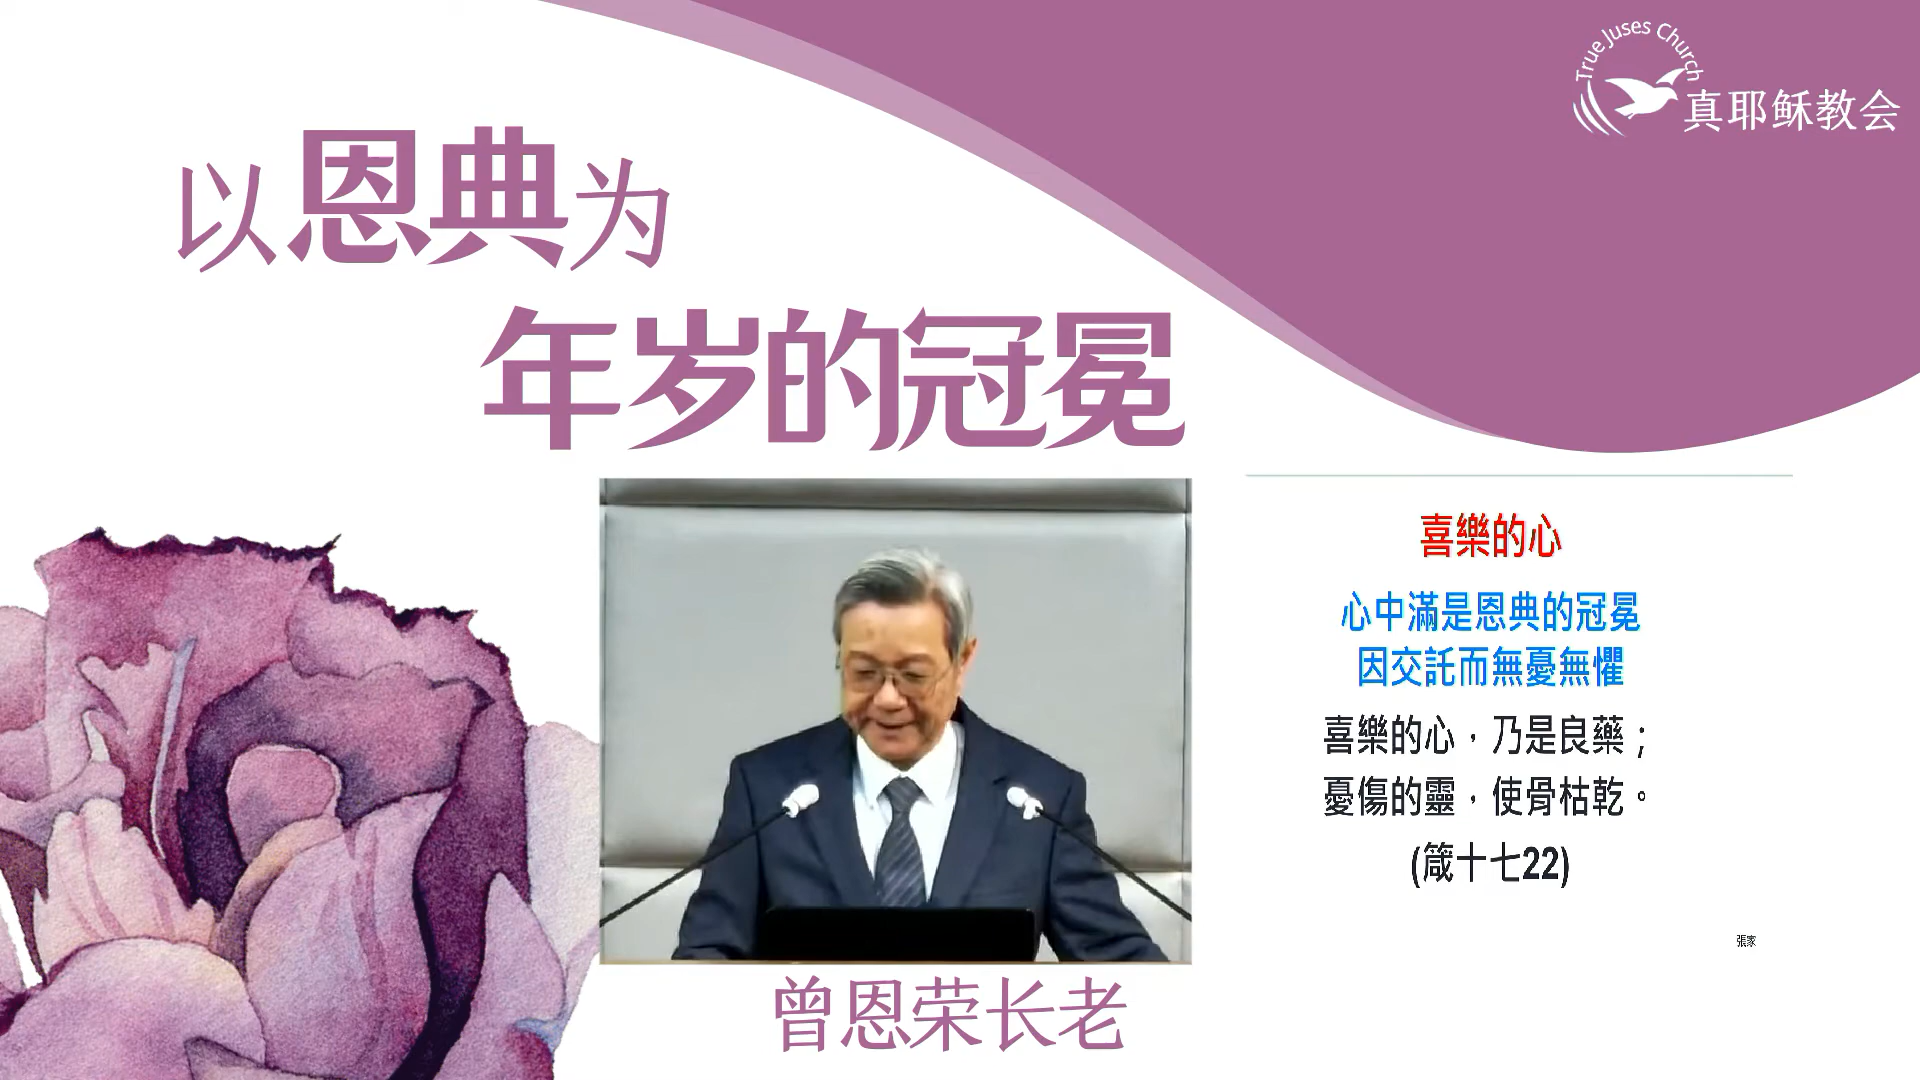 True Juses Church
真耶稣教会
以恩典为
年岁的冠冕
喜樂的心
心中滿是恩典的冠冕
因交託而無憂無懼
喜樂的心，乃是良藥；
憂傷的靈，使骨枯乾。
(箴十七22)
張家
曾恩荣长老